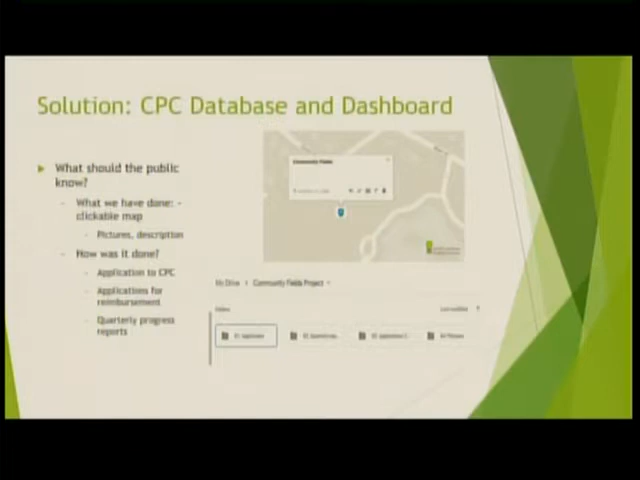 Solution: CPC Database and Dashboard
What should the public
know?
What we have done: -
clickable map
Pictures, description
How was it done?
Application to CPC
Applications for
reimbursement
Quarterly progress
reports
Community Fields
My Drive > Community Fields Project
Last modified